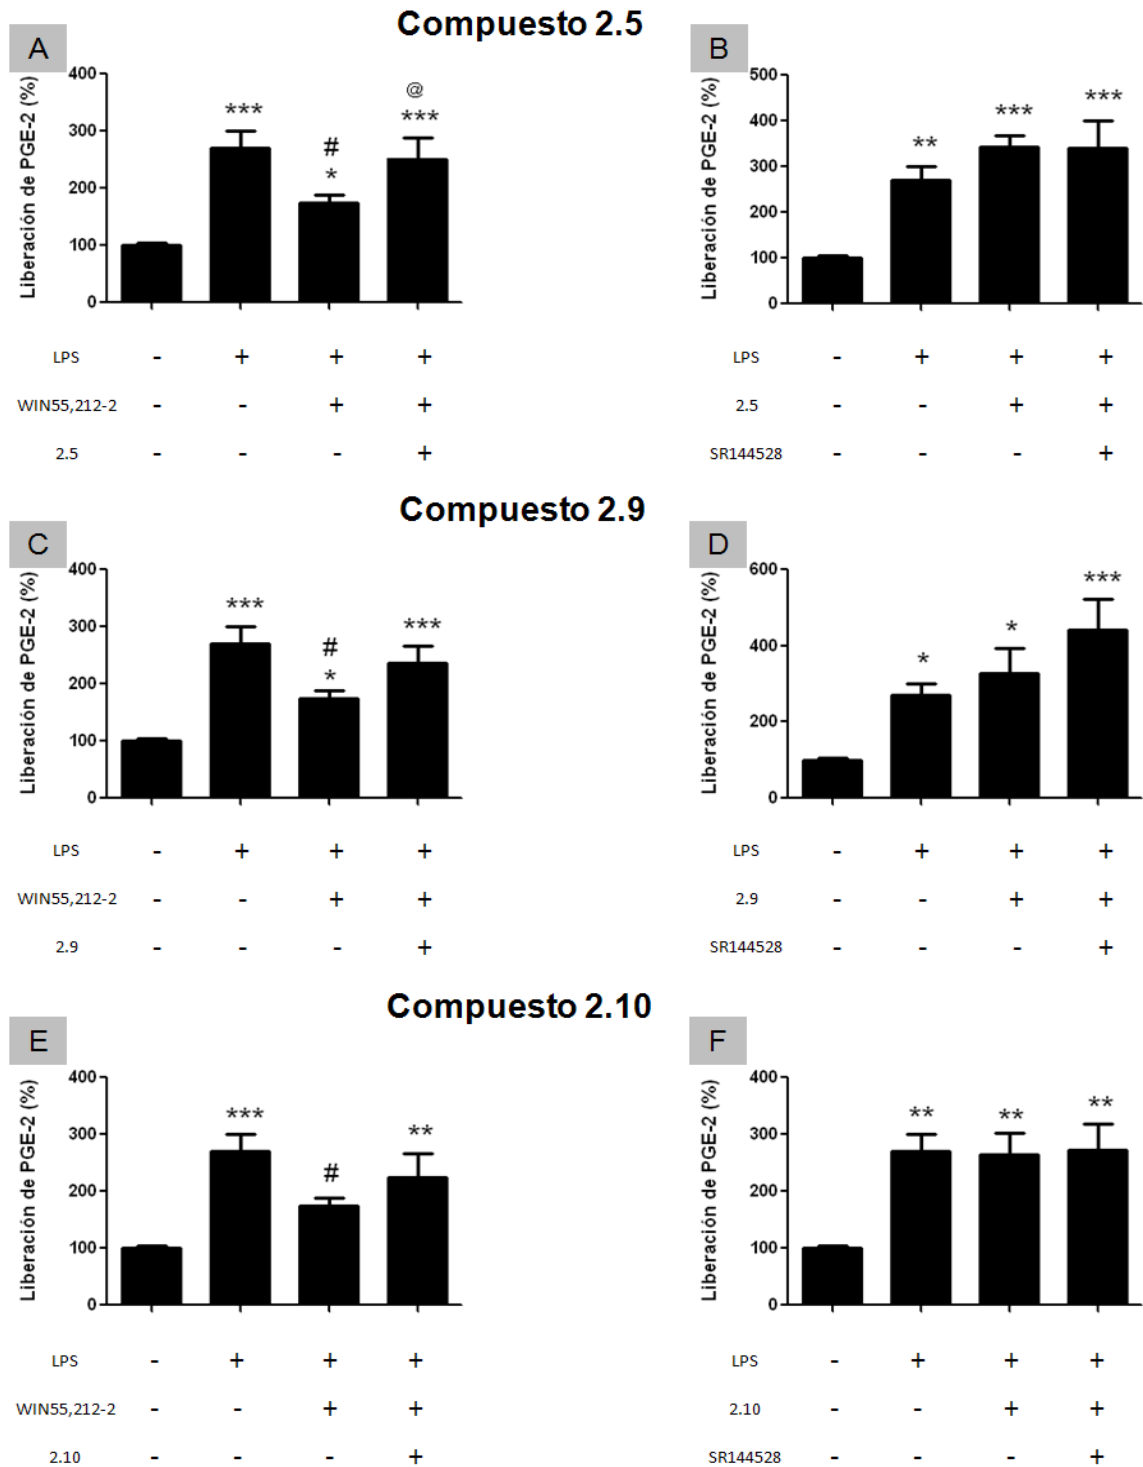 Compuesto 2.5
A
Liberación de PGE-2 (%)
400
300
200
100
0
***
#
*
@
***
LPS - + + +
WIN55,212-2 - - + +
2.5 - - - +
B
Liberación de PGE-2 (%)
500
400
300
200
100
0
**
***
***
LPS - + + +
2.5 - - + +
SR144528 - - - +
Compuesto 2.9
C
Liberación de PGE-2 (%)
400
300
200
100
0
***
#
*
***
LPS - + + +
WIN55,212-2 - - + +
2.9 - - - +
D
Liberación de PGE-2 (%)
600
400
200
0
*
*
***
LPS - + + +
2.9 - - + +
SR144528 - - - +
Compuesto 2.10
E
Liberación de PGE-2 (%)
400
300
200
100
0
***
#
**
LPS - + + +
WIN55,212-2 - - + +
2.10 - - - +
F
Liberación de PGE-2 (%)
400
300
200
100
0
**
**
**
LPS - + + +
2.10 - - + +
SR144528 - - - +